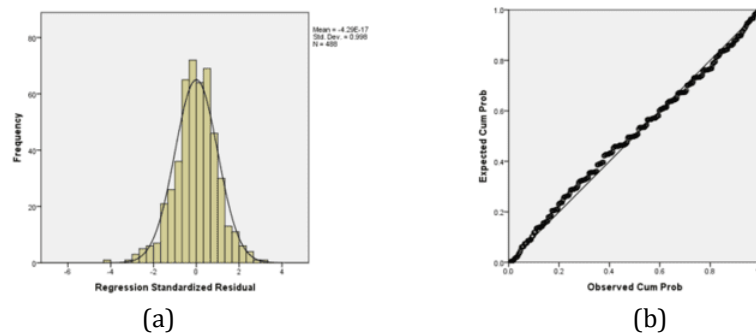 Mean = -4.29E-17
Std. Dev. = 0.998
N = 488
80
60
40
20
0
Frequency
-6 -4 -2 0 2 4
Regression Standardized Residual
(a)
1.0
0.8
0.6
0.4
0.2
0.0
Expected Cum Prob
0.0 0.2 0.4 0.6 0.8
Observed Cum Prob
(b)